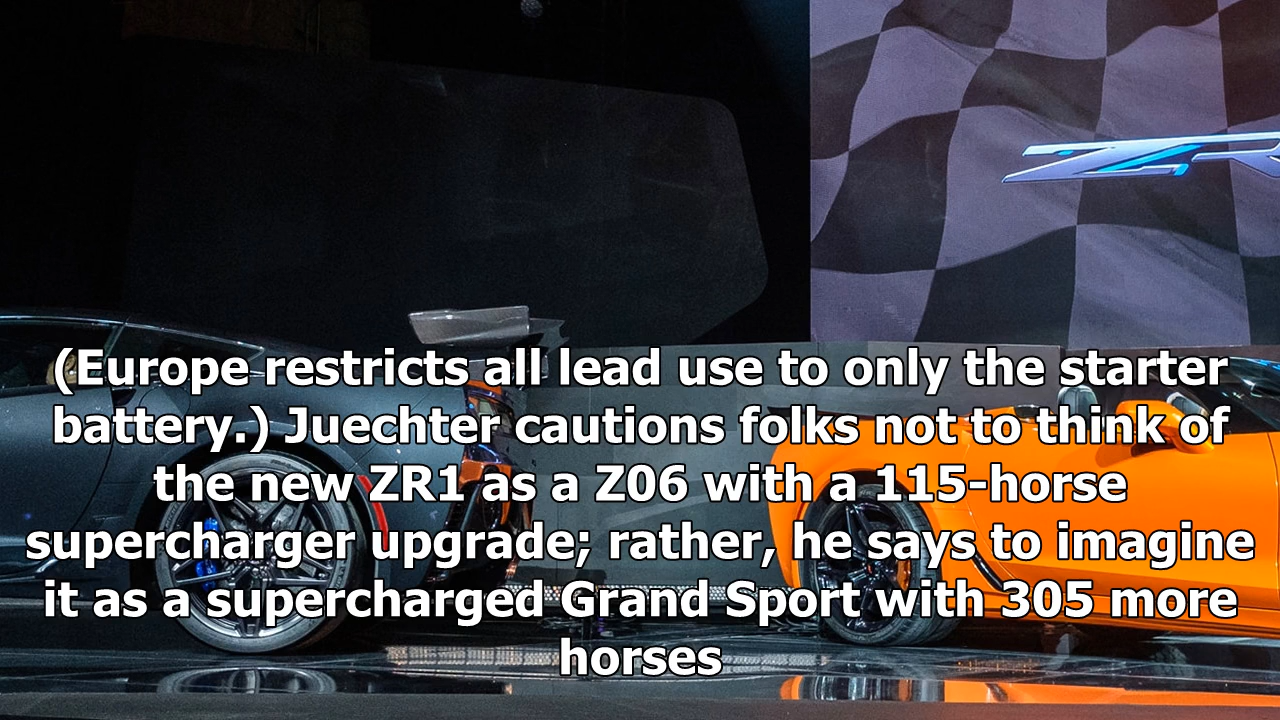 ZR
(Europe restricts all lead use to only the starter
battery.) Juechter cautions folks not to think of
the new ZR1 as a Z06 with a 115-horse
supercharger upgrade; rather, he says to imagine
it as a supercharged Grand Sport with 305 more
horses